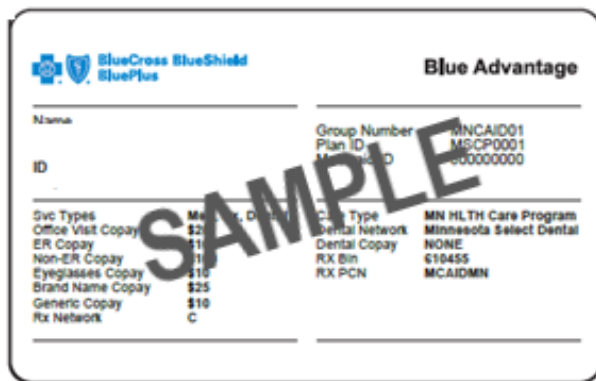 BlueCross BlueShield
BluePlus
Blue Advantage
Name
ID
Group Number MNCAID01
Plan ID MSCP0001
000000000
SAMPLE
Svc Types
Office Visit Copay
ER Copay
Non-ER Copay
Eyeglasses Copay $10
Brand Name Copay $25
Generic Copay $10
Rx Network C
Type MN HLTH Care Program
Dental Network Minnesota Select Dental
Dental Copay NONE
RX Bin 610455
RX PCN MCAIDMN